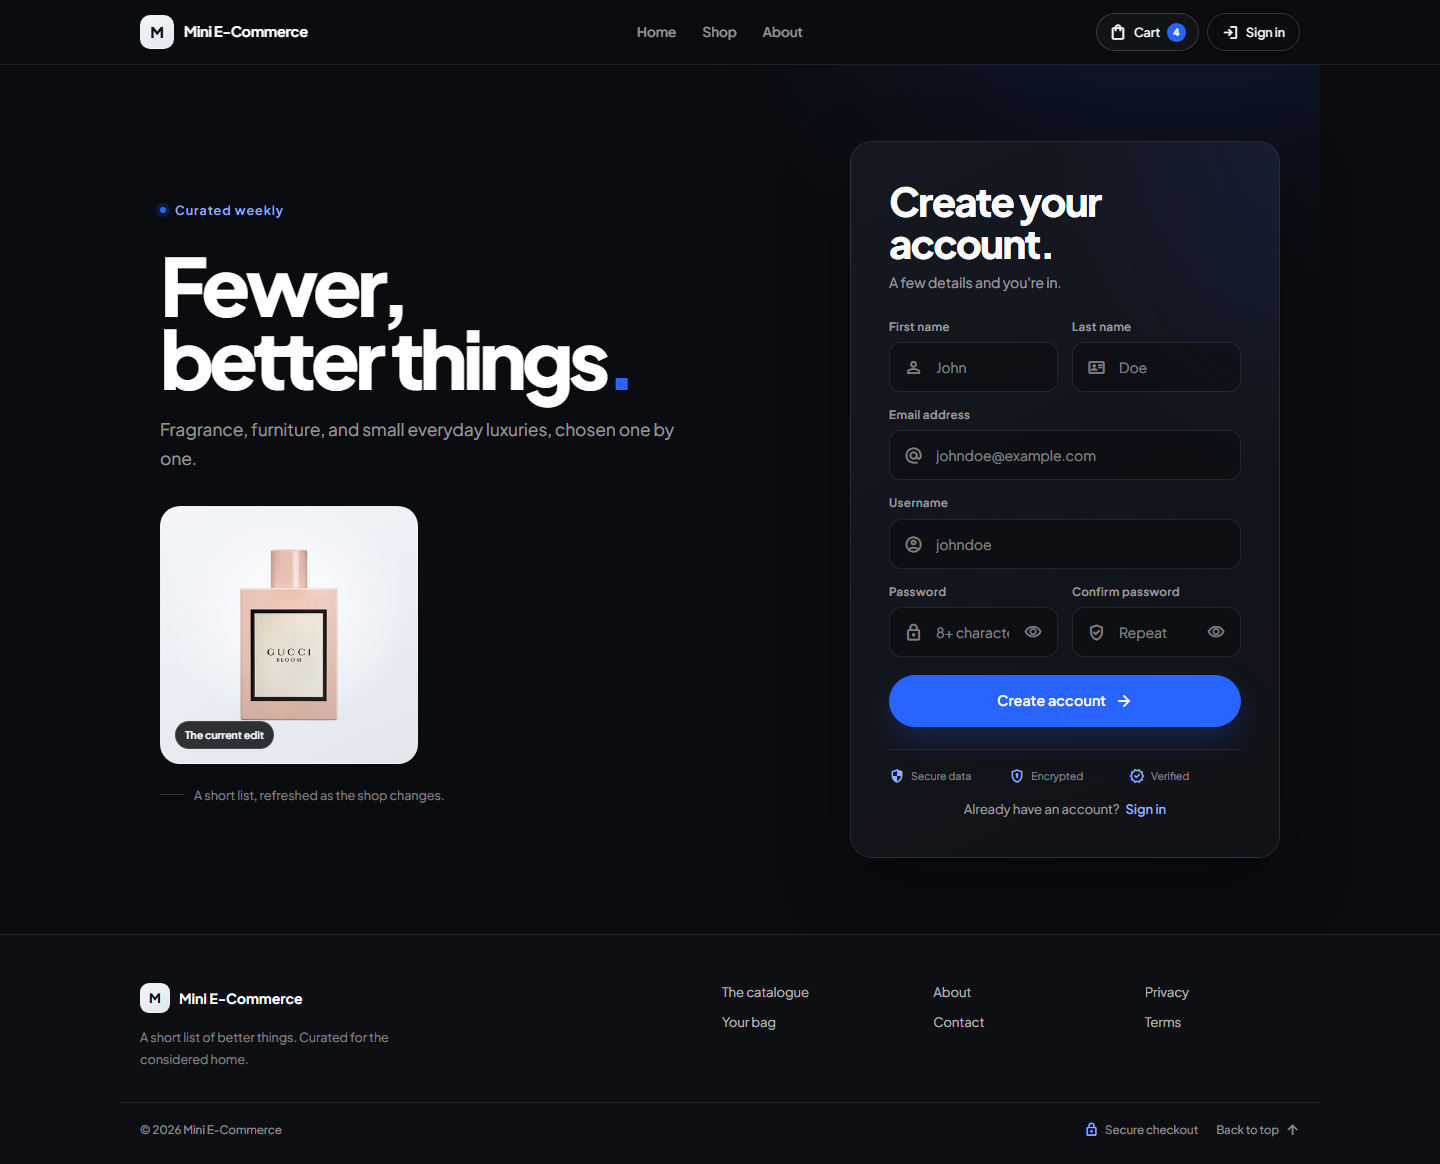 M Mini E-Commerce
Home Shop About
Cart 4 Sign in
Curated weekly
Fewer,
better things.
Fragrance, furniture, and small everyday luxuries, chosen one by
one.
GUCCI
BLOOM
The current edit
A short list, refreshed as the shop changes.
Create your
account.
A few details and you're in.
First name Last name
John Doe
Email address
johndoe@example.com
Username
johndoe
Password Confirm password
8+ characte Repeat
Create account
Secure data Encrypted Verified
Already have an account? Sign in
M Mini E-Commerce
A short list of better things. Curated for the
considered home.
The catalogue About Privacy
Your bag Contact Terms
© 2026 Mini E-Commerce
Secure checkout Back to top